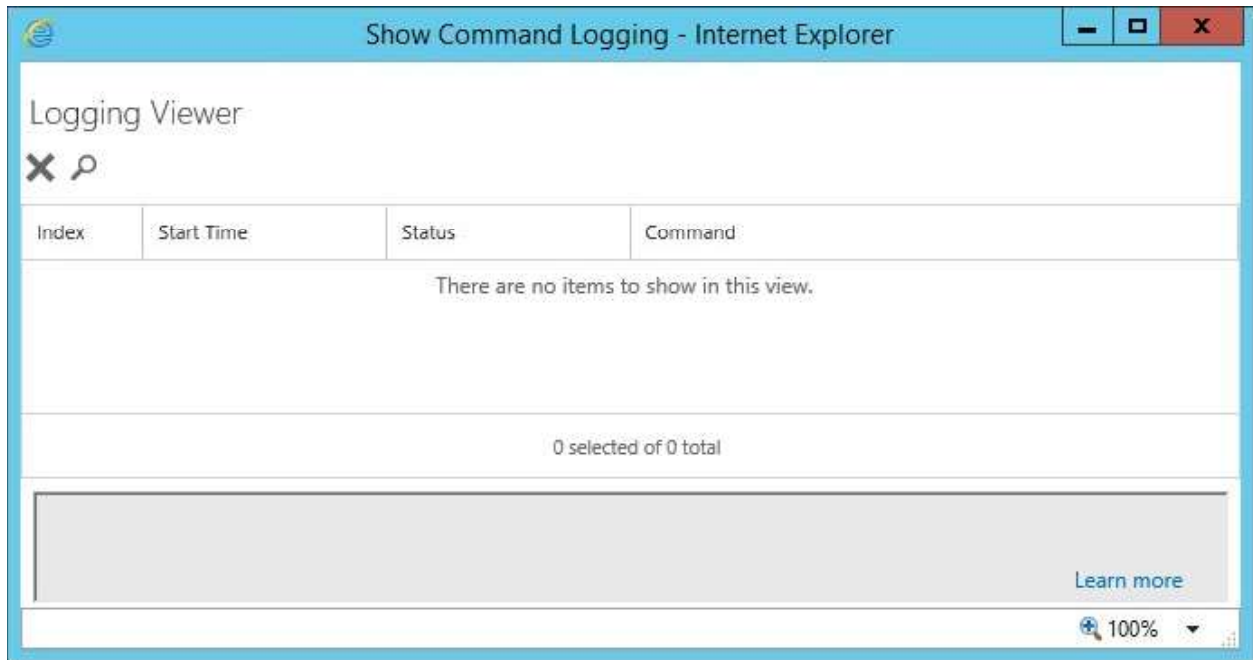 Show Command Logging - Internet Explorer
Logging Viewer
Index Start Time Status Command
There are no items to show in this view.
0 selected of 0 total
Learn more
100%